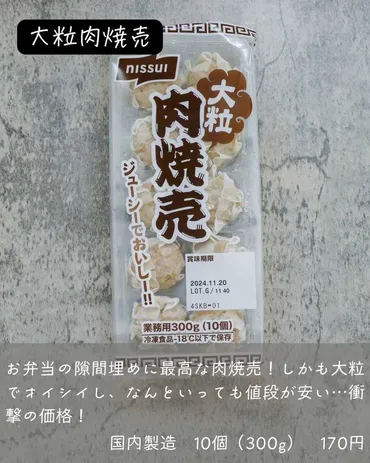 大粒肉焼売
nissui
大粒
肉焼売
ジューシーでおいしー!!
賞味期限
2024.11.20
LOT.G/1140
4SKB-01
業務用300g(10個)
冷凍食品-18℃以下で保存
お弁当の隙間埋めに最高な肉焼売！しかも大粒
でオイシイし、なんといっても値段が安い…衝
撃の価格！
国内製造　10個（300g）　170円